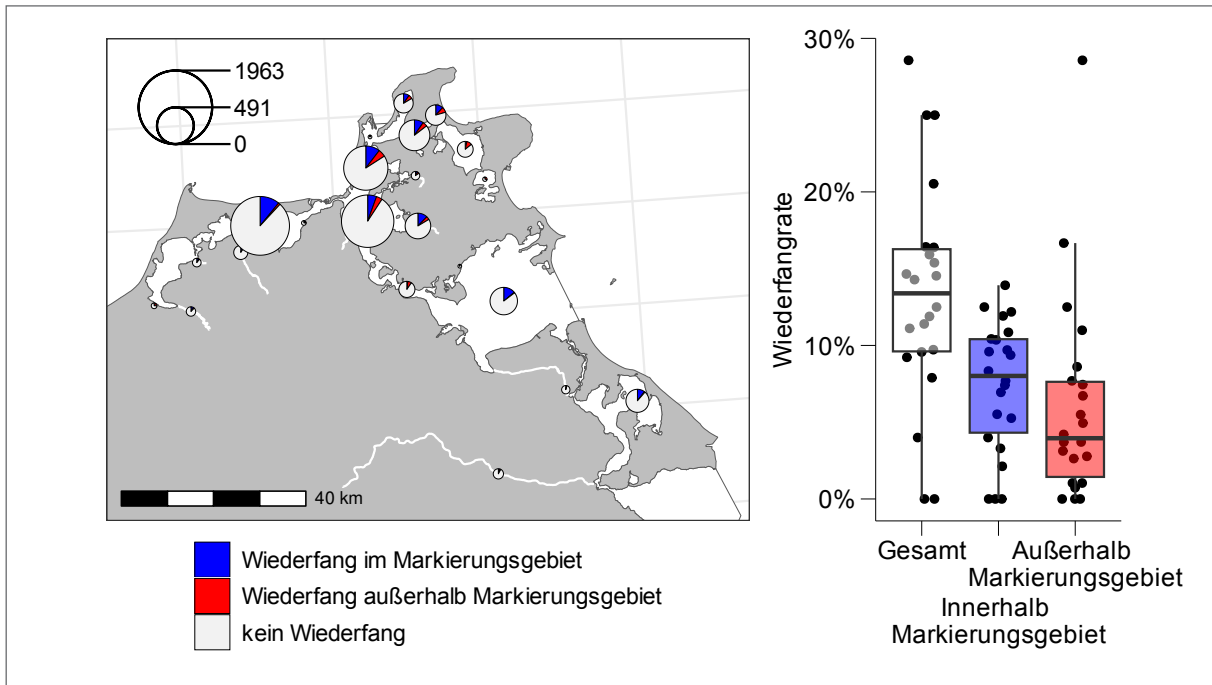 1963
491
0
40 km
Wiederfang im Markierungsgebiet
Wiederfang außerhalb Markierungsgebiet
kein Wiederfang
Wiederfangrate
30%
20%
10%
0%
Gesamt
Außerhalb
Markierungsgebiet
Innerhalb
Markierungsgebiet